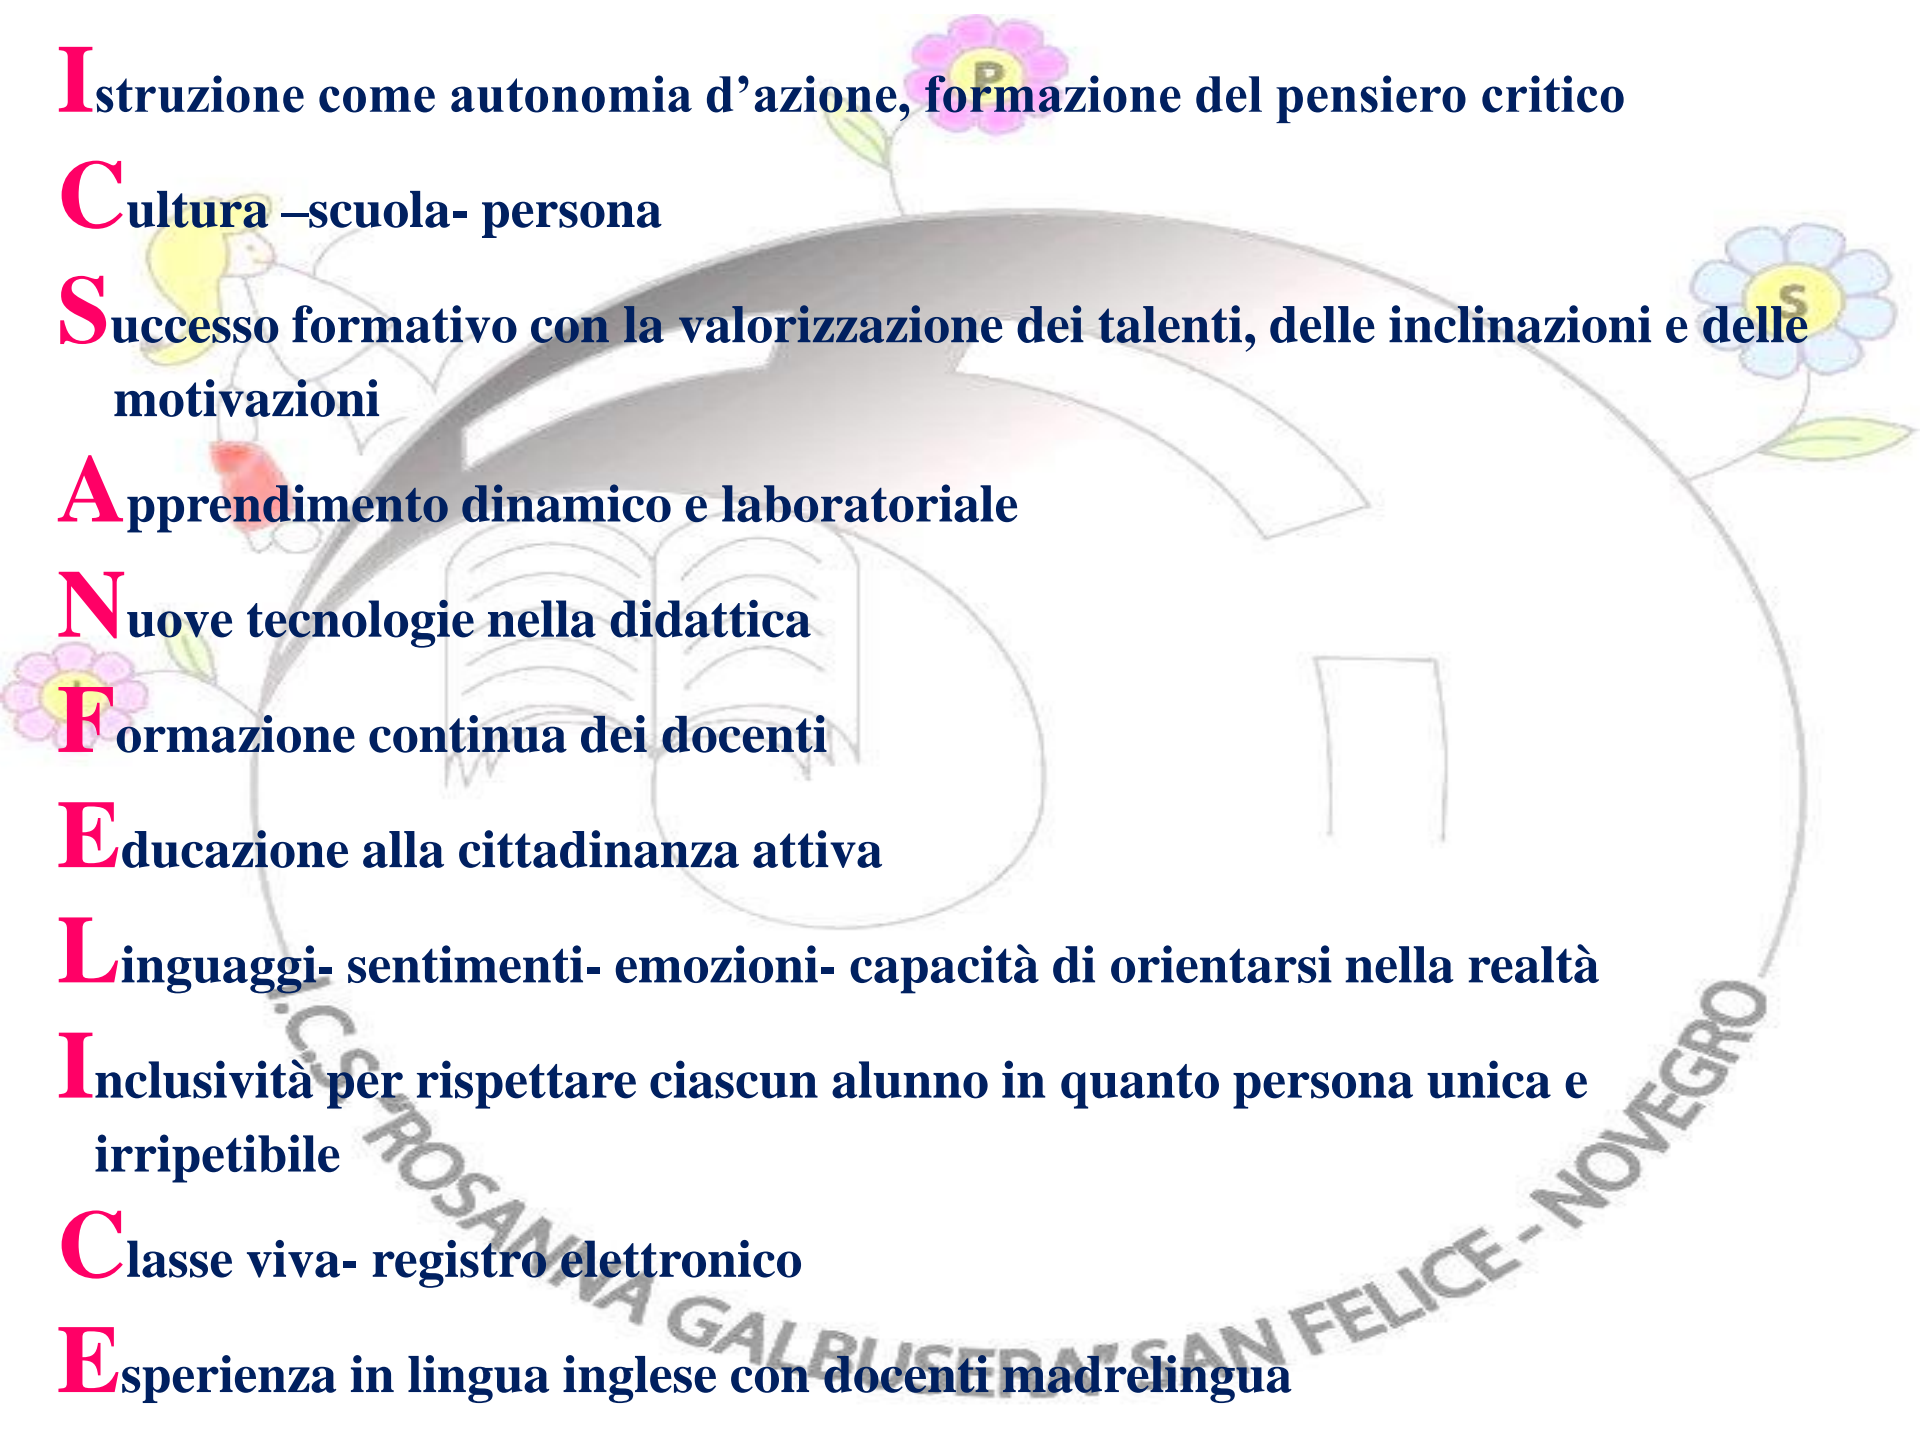 P
Istruzione come autonomia d’azione, formazione del pensiero critico
Cultura –scuola- persona
S
Successo formativo con la valorizzazione dei talenti, delle inclinazioni e delle
motivazioni
Apprendimento dinamico e laboratoriale
Nuove tecnologie nella didattica
Formazione continua dei docenti
Educazione alla cittadinanza attiva
Linguaggi- sentimenti- emozioni- capacità di orientarsi nella realtà
Inclusività per rispettare ciascun alunno in quanto persona unica e
irripetibile
Classe viva- registro elettronico
Esperienza in lingua inglese con docenti madrelingua
I.C.S. "ROSANNA GALBUSERA" SAN FELICE - NOVEGRO